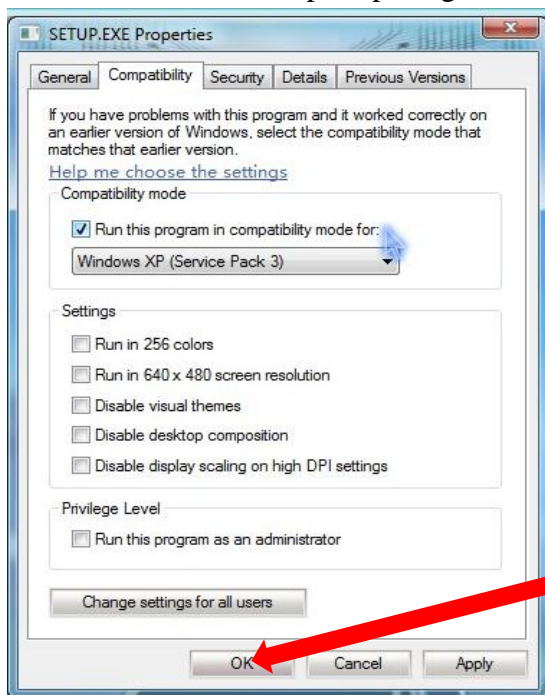 SETUP.EXE Properties
General Compatibility Security Details Previous Versions
If you have problems with this program and it worked correctly on
an earlier version of Windows, select the compatibility mode that
matches that earlier version.
Help me choose the settings
Compatibility mode
Run this program in compatibility mode for:
Windows XP (Service Pack 3)
Settings
Run in 256 colors
Run in 640 x 480 screen resolution
Disable visual themes
Disable desktop composition
Disable display scaling on high DPI settings
Privilege Level
Run this program as an administrator
Change settings for all users
OK Cancel Apply